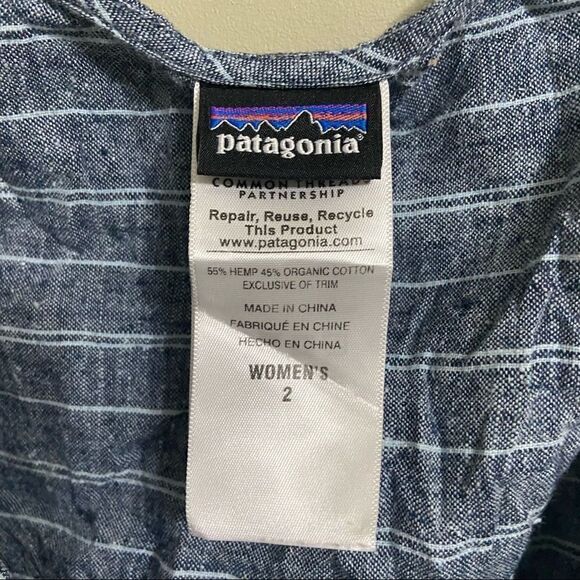 patagonia®
COMMON THREADS
PARTNERSHIP
Repair, Reuse, Recycle
This Product
www.patagonia.com
55% HEMP 45% ORGANIC COTTON
EXCLUSIVE OF TRIM
MADE IN CHINA
FABRIQUÉ EN CHINE
HECHO EN CHINA
WOMEN'S
2